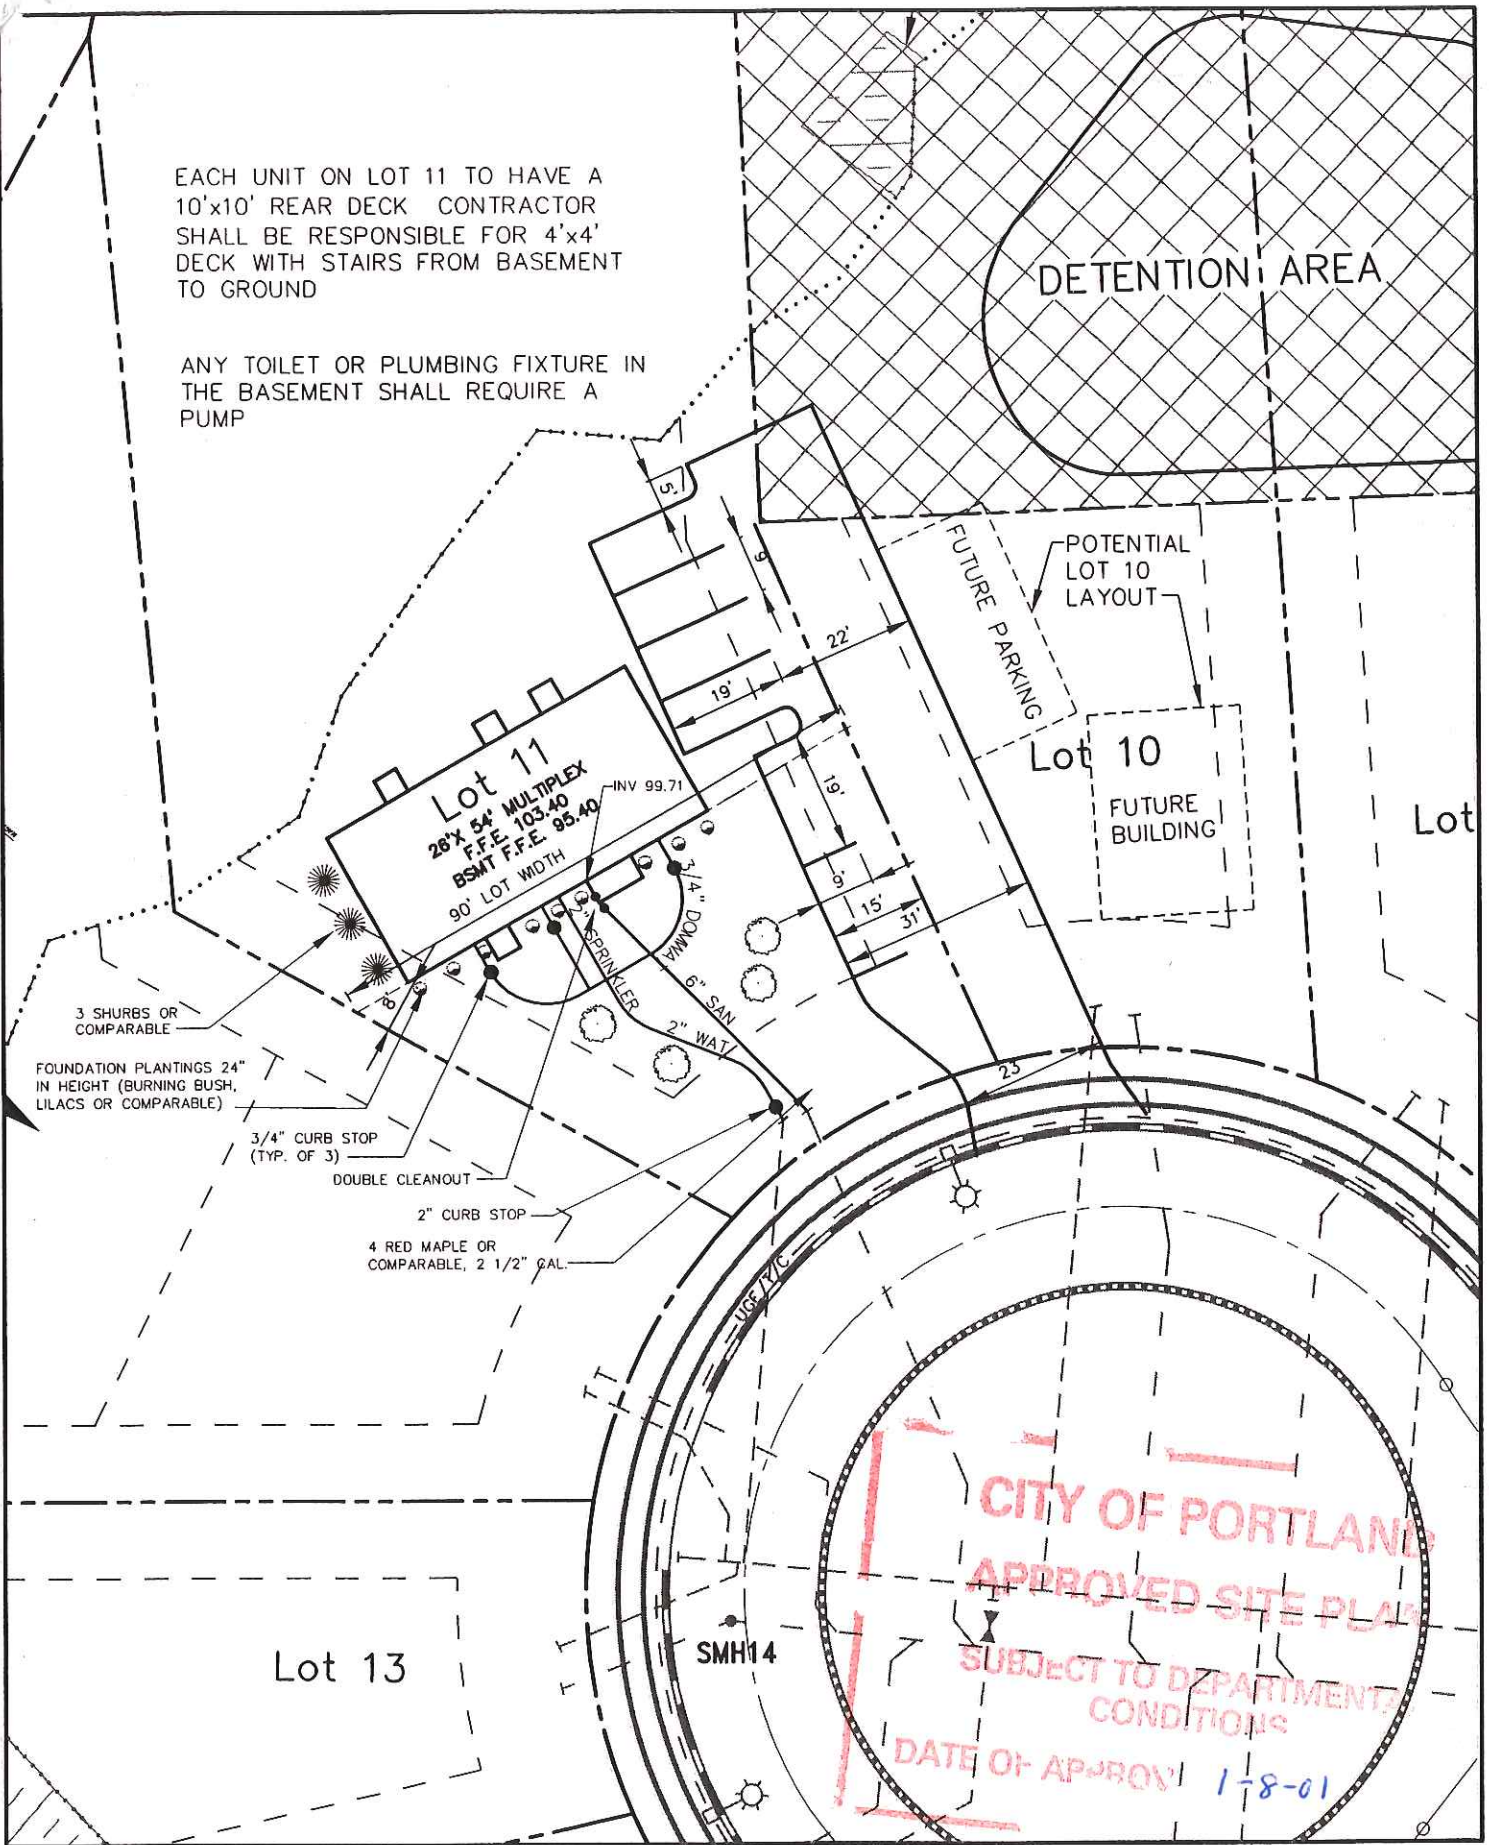 EACH UNIT ON LOT 11 TO HAVE A
10'x10' REAR DECK CONTRACTOR
SHALL BE RESPONSIBLE FOR 4'x4'
DECK WITH STAIRS FROM BASEMENT
TO GROUND
ANY TOILET OR PLUMBING FIXTURE IN
THE BASEMENT SHALL REQUIRE A
PUMP
DETENTION AREA
5'
9
22'
19'
FUTURE PARKING
POTENTIAL
LOT 10
LAYOUT
Lot 10
FUTURE
BUILDING
Lot
Lot 11
26'X 54' MULTIPLEX
F.F.E. 103.40
BSMT F.F.E. 95.40
90' LOT WIDTH
INV 99.71
19'
9'
15'
31'
3/4" DOMWA
2" SPRINKLER
6" SAN
2" WAT
8'
23
3 SHURBS OR
COMPARABLE
FOUNDATION PLANTINGS 24"
IN HEIGHT (BURNING BUSH,
LILACS OR COMPARABLE)
3/4" CURB STOP
(TYP. OF 3)
DOUBLE CLEANOUT
2" CURB STOP
4 RED MAPLE OR
COMPARABLE, 2 1/2" CAL.
UGE/T/C
Lot 13
SMH14
CITY OF PORTLAND
APPROVED SITE PLAN
SUBJECT TO DEPARTMENTA
CONDITIONS
DATE OF APPROV
1-8-01